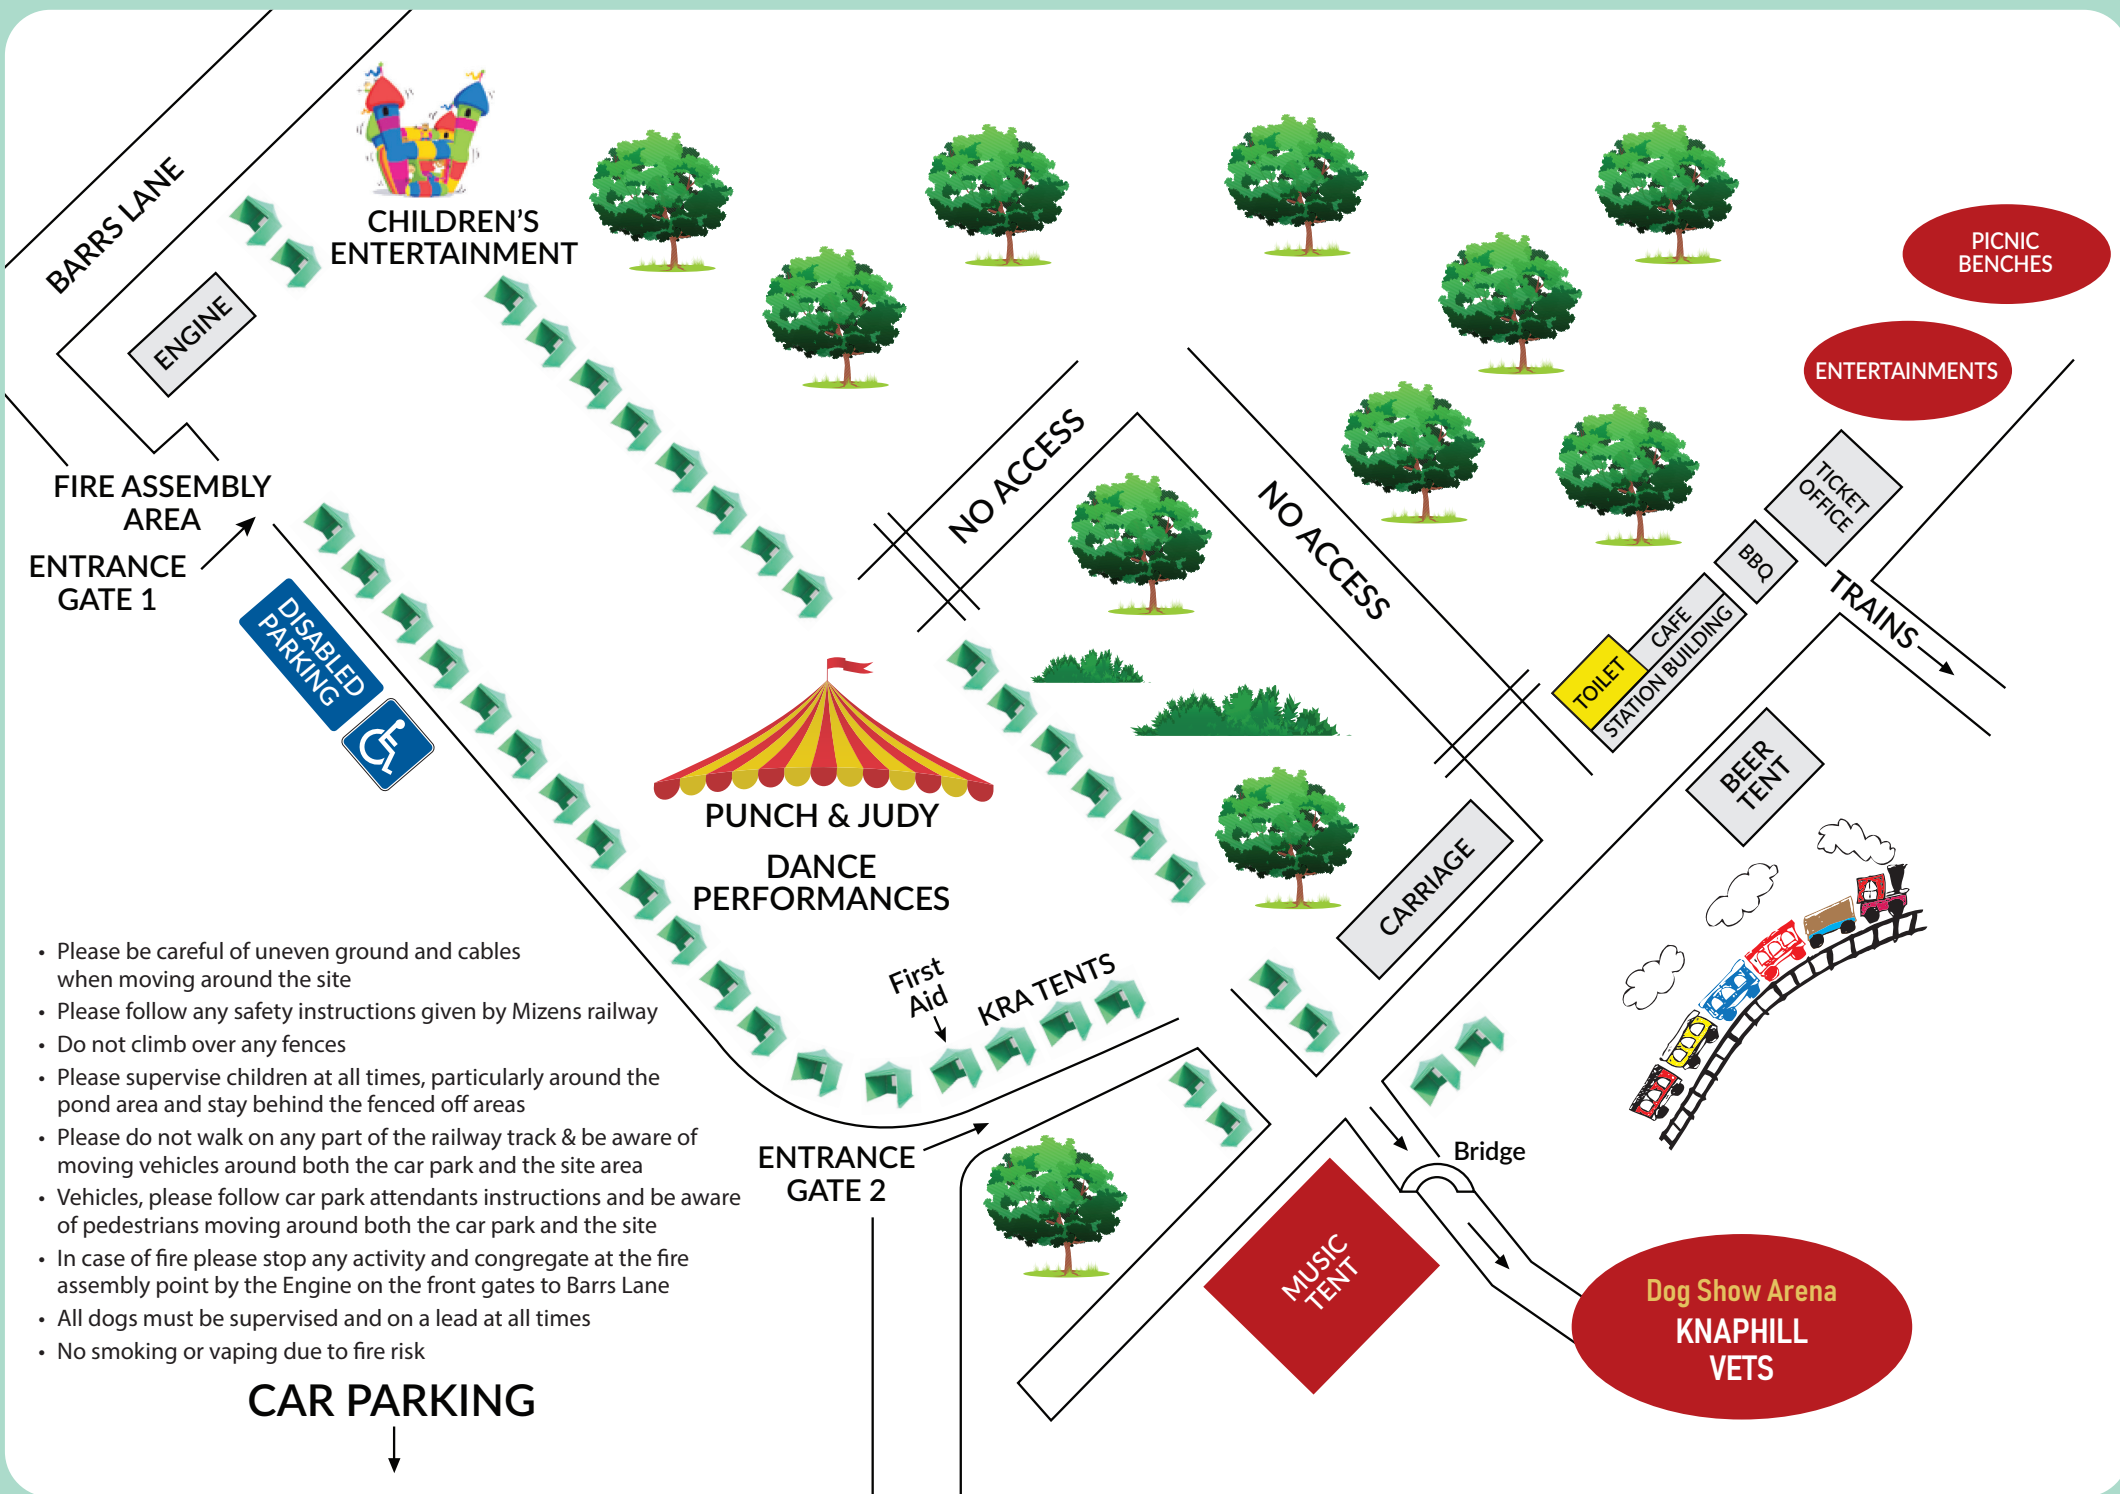 BARRS LANE
ENGINE
CHILDREN'S
ENTERTAINMENT
PICNIC
BENCHES
ENTERTAINMENTS
FIRE ASSEMBLY
AREA
ENTRANCE
GATE 1
DISABLED
PARKING
NO ACCESS
NO ACCESS
TICKET
OFFICE
BBQ
CAFE
STATION BUILDING
TOILET
TRAINS
BEER
TENT
PUNCH & JUDY
DANCE
PERFORMANCES
CARRIAGE
First
Aid
KRA TENTS
• Please be careful of uneven ground and cables
when moving around the site
• Please follow any safety instructions given by Mizens railway
• Do not climb over any fences
• Please supervise children at all times, particularly around the
pond area and stay behind the fenced off areas
• Please do not walk on any part of the railway track & be aware of
moving vehicles around both the car park and the site area
• Vehicles, please follow car park attendants instructions and be aware
of pedestrians moving around both the car park and the site
• In case of fire please stop any activity and congregate at the fire
assembly point by the Engine on the front gates to Barrs Lane
• All dogs must be supervised and on a lead at all times
• No smoking or vaping due to fire risk
ENTRANCE
GATE 2
Bridge
MUSIC
TENT
Dog Show Arena
KNAPHILL
VETS
CAR PARKING